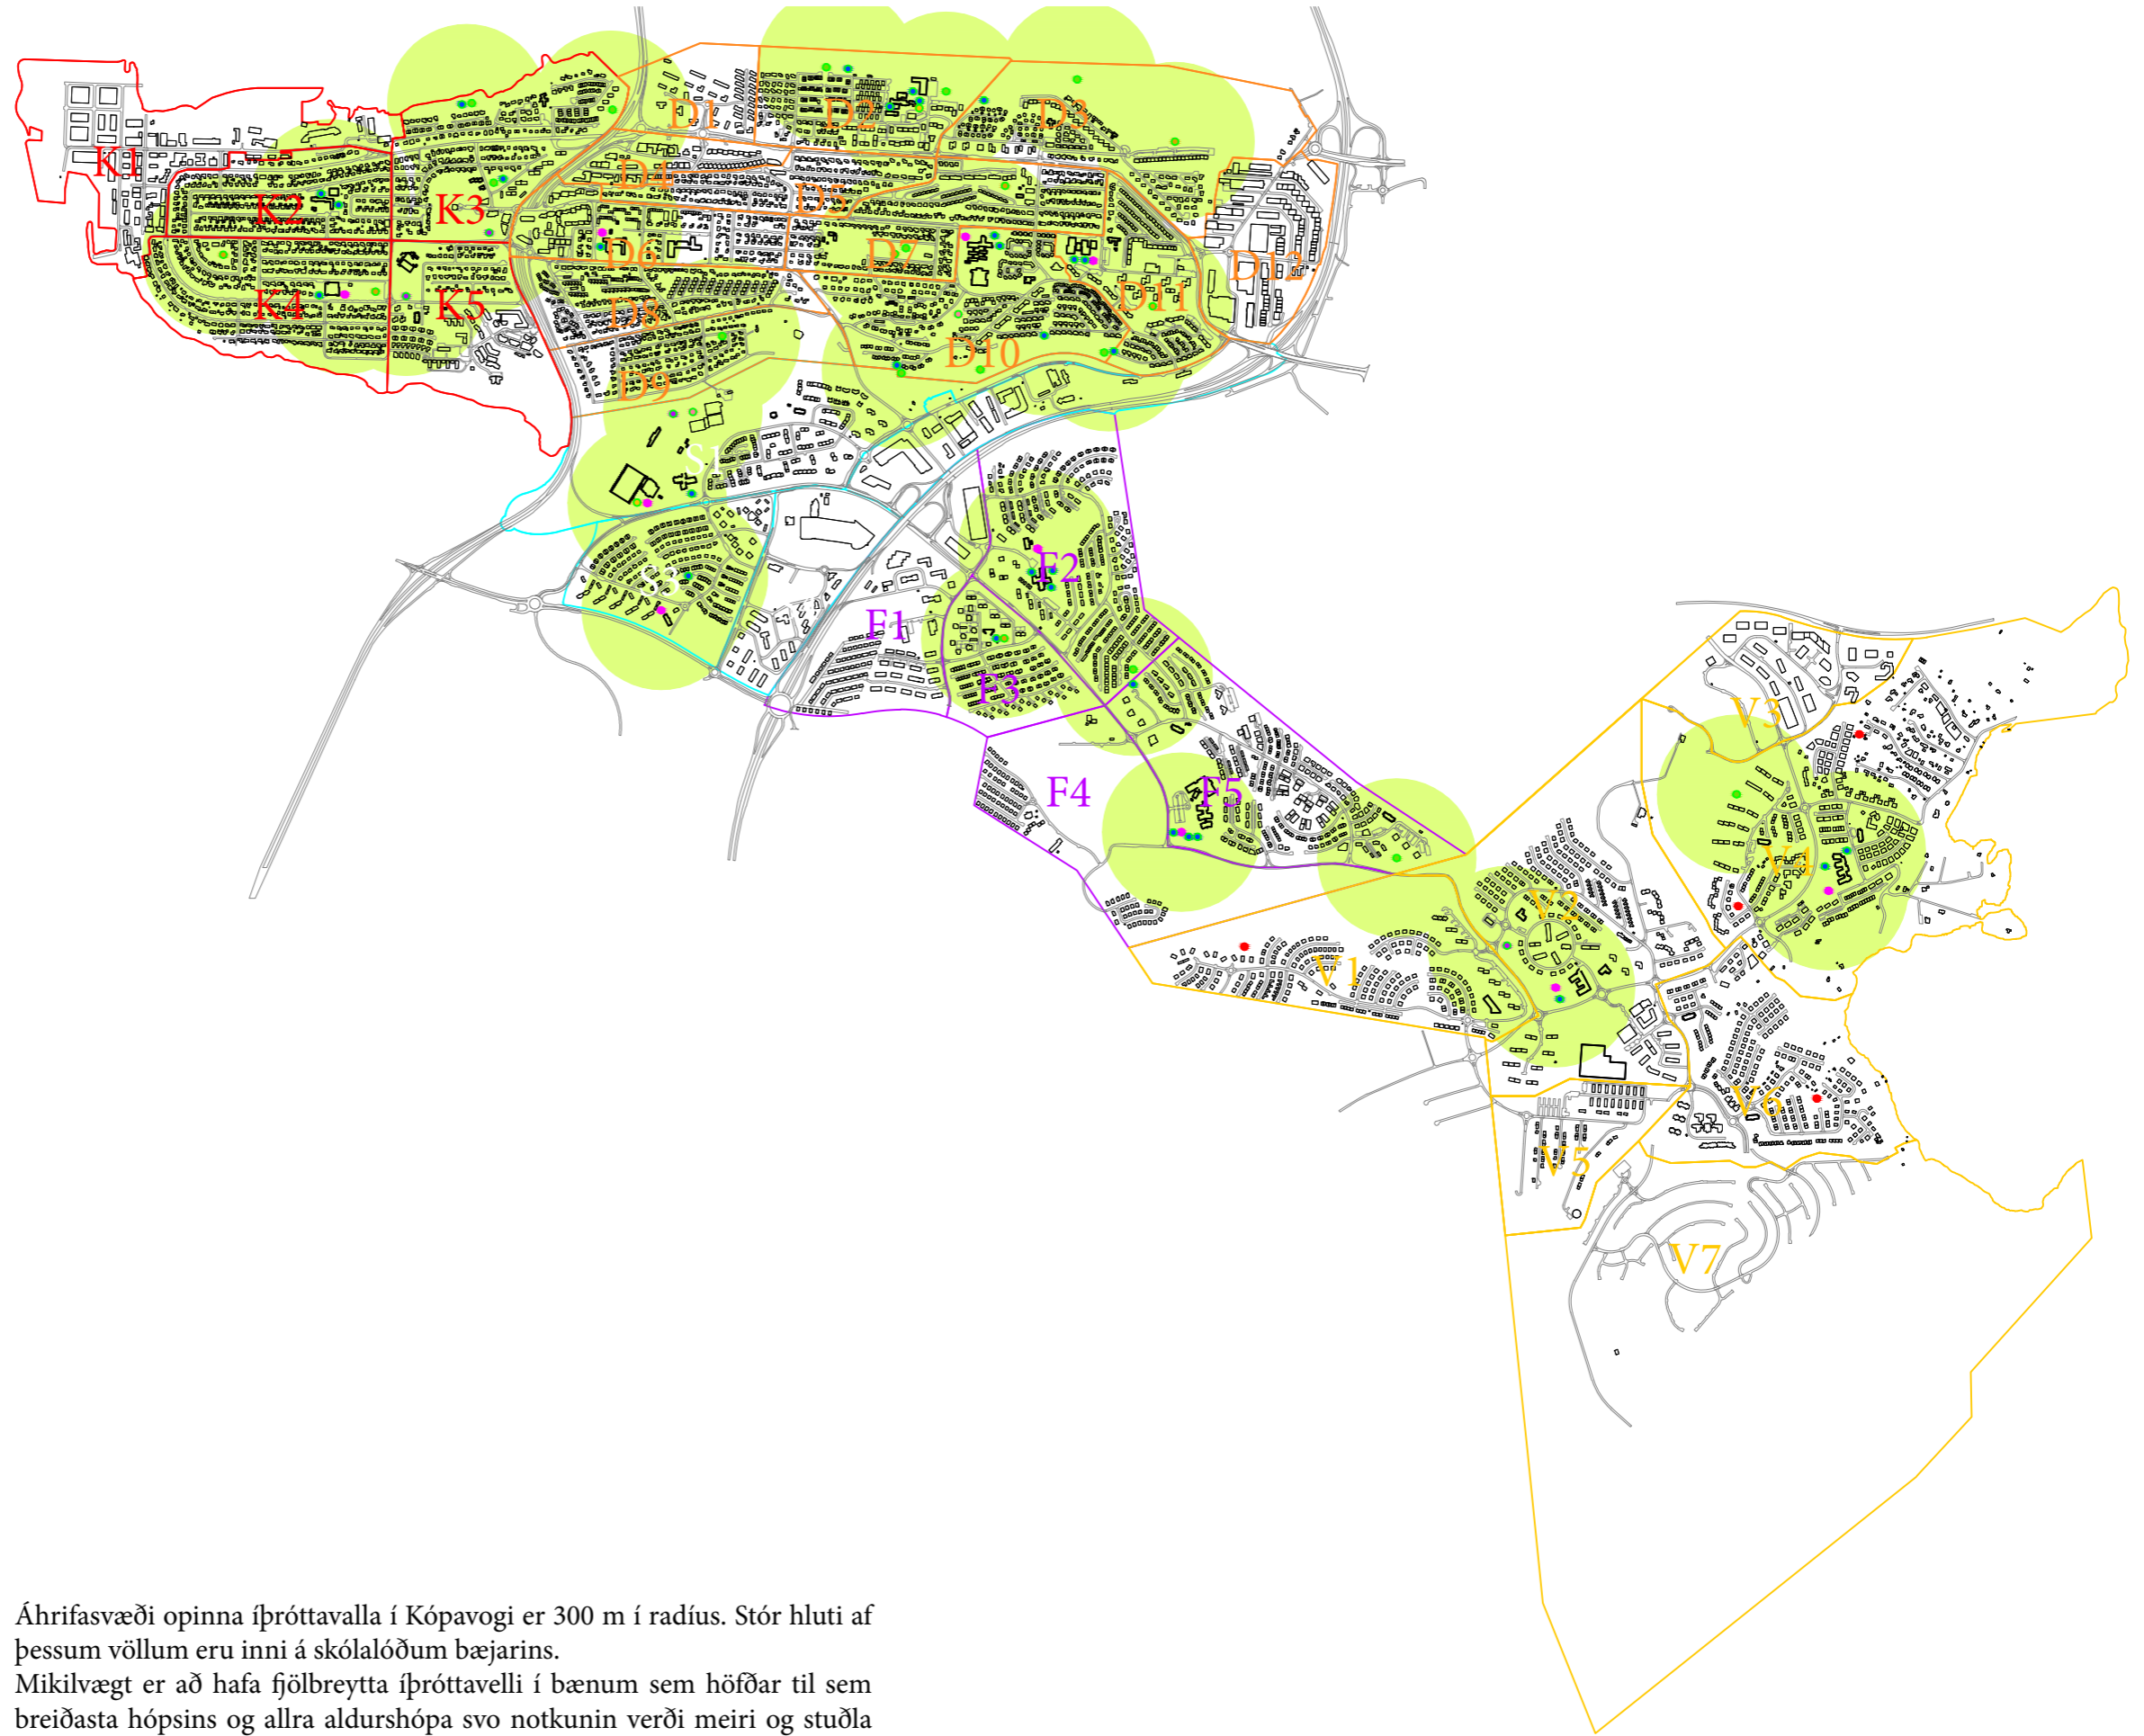 D1
D2
D3
K1
D4
K2
K3
D5
D6
D7
D12
K4
K5
D8
D11
D10
D9
S1
F2
S3
F1
F3
V3
F4
F5
V4
V2
V1
V6
V5
V7
Áhrifasvæði opinna íþróttavalla í Kópavogi er 300 m í radíus. Stór hluti af
þessum völlum eru inni á skólalóðum bæjarins.
Mikilvægt er að hafa fjölbreytta íþróttavelli í bænum sem höfðar til sem
breiðasta hópsins og allra aldurshópa svo notkunin verði meiri og stuðla